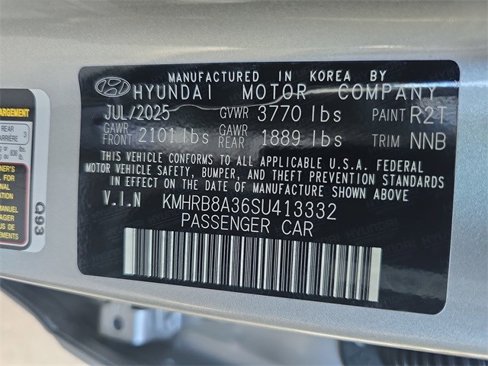 MANUFACTURED IN KOREA BY
HYUNDAI MOTOR COMPANY
JUL/2025 GVWR 3770 lbs PAINT R2T
GAWR FRONT 2101 lbs GAWR REAR 1889 lbs TRIM NNB
THIS VEHICLE CONFORMS TO ALL APPLICABLE U.S.A. FEDERAL
MOTOR VEHICLE SAFETY, BUMPER, AND THEFT PREVENTION STANDARDS
IN EFFECT ON THE DATE OF MANUFACTURE SHOWN ABOVE.
V.I.N KMHRB8A36SU413332
PASSENGER CAR
REAR
Q93